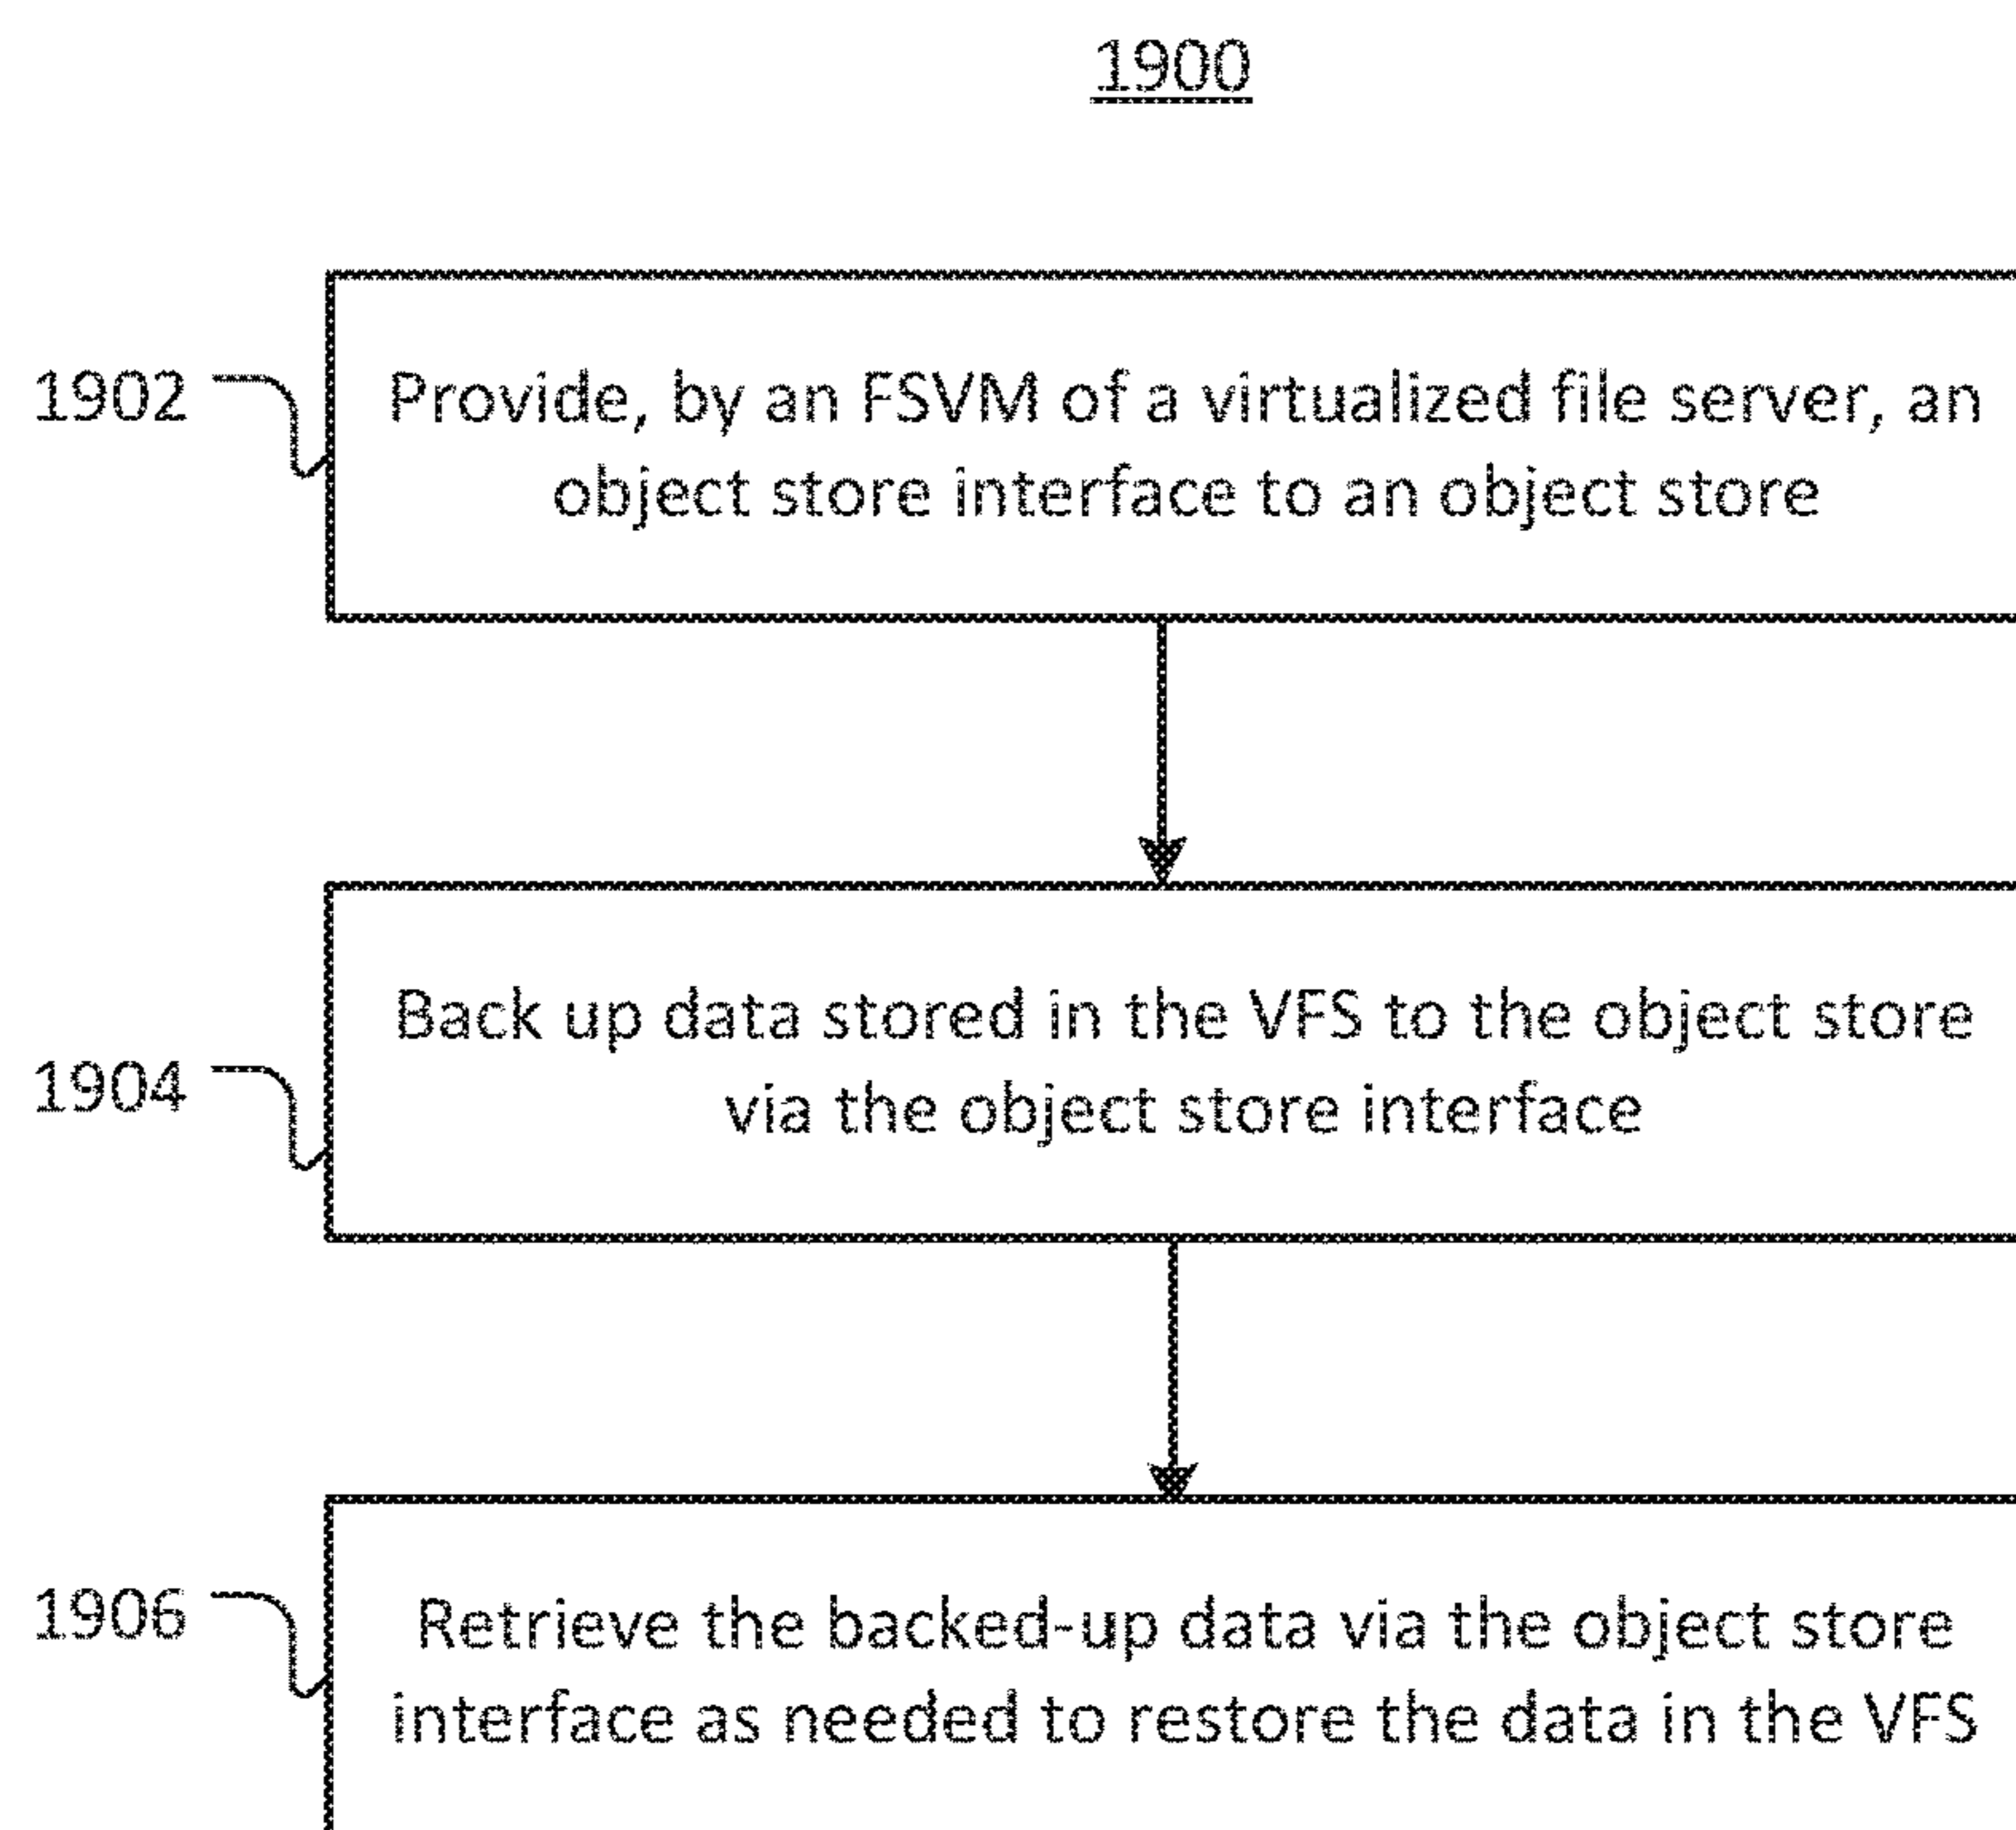 1900
1902
Provide, by an FSVM of a virtualized file server, an
object store interface to an object store
1904
Back up data stored in the VFS to the object store
via the object store interface
1906
Retrieve the backed-up data via the object store
interface as needed to restore the data in the VFS